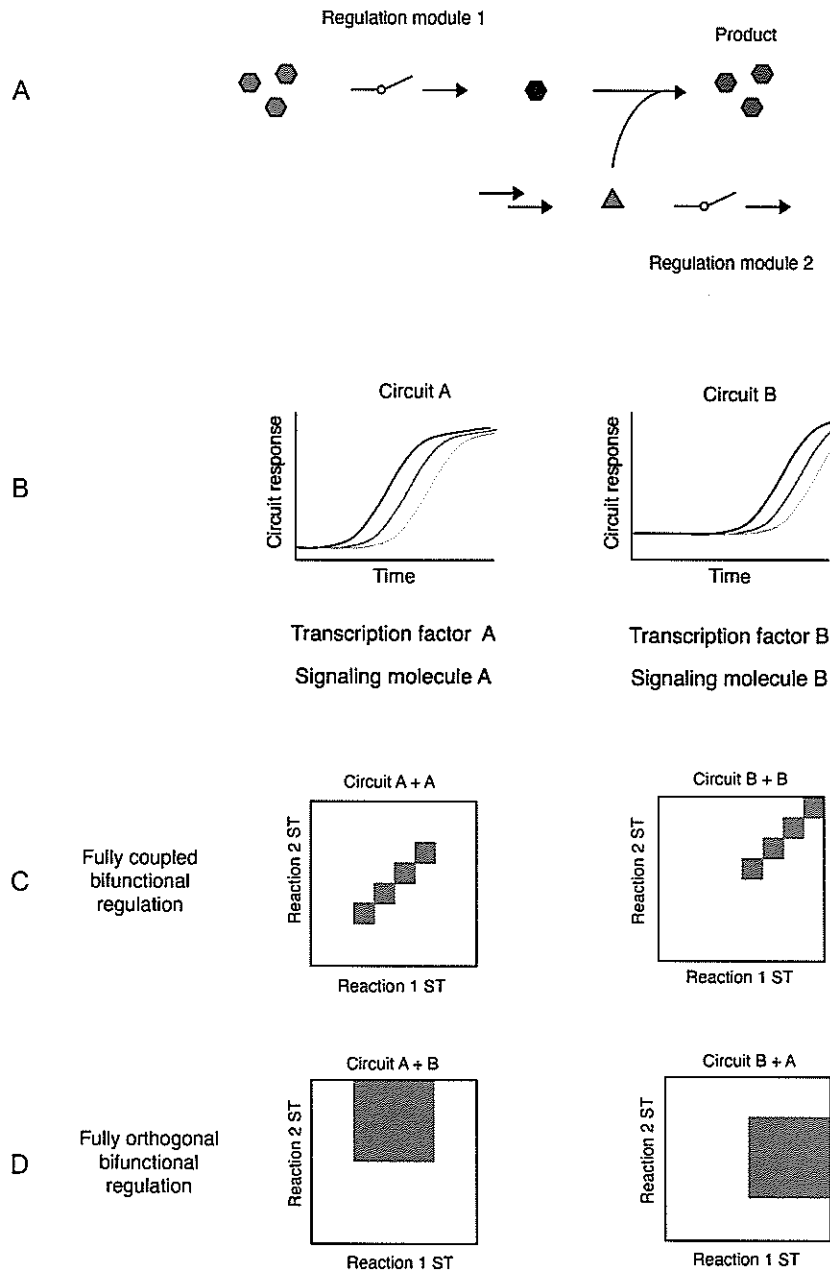 Regulation module 1
Product
A
Regulation module 2
Circuit A
Circuit B
B
Circuit response
Circuit response
Time
Time
Transcription factor A
Transcription factor B
Signaling molecule A
Signaling molecule B
Circuit A + A
Circuit B + B
C
Fully coupled
bifunctional
regulation
Reaction 2 ST
Reaction 2 ST
Reaction 1 ST
Reaction 1 ST
Circuit A + B
Circuit B + A
D
Fully orthogonal
bifunctional
regulation
Reaction 2 ST
Reaction 2 ST
Reaction 1 ST
Reaction 1 ST